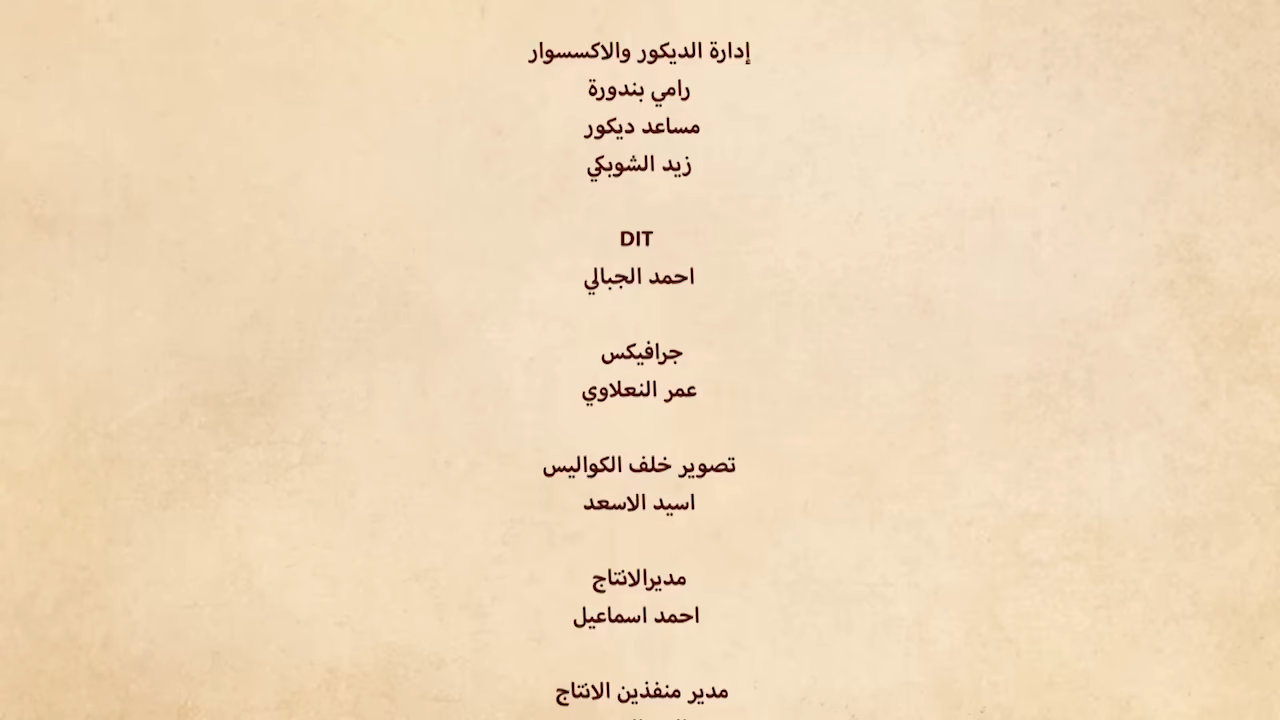 إدارة الديكور والاكسسوار
رامي بندورة
مساعد ديكور
زيد الشوبكي
DIT
احمد الجبالي
جرافيكس
عمر النعلاوي
تصوير خلف الكواليس
اسيد الاسعد
مديرالانتاج
احمد اسماعيل
مدير منفذين الانتاج